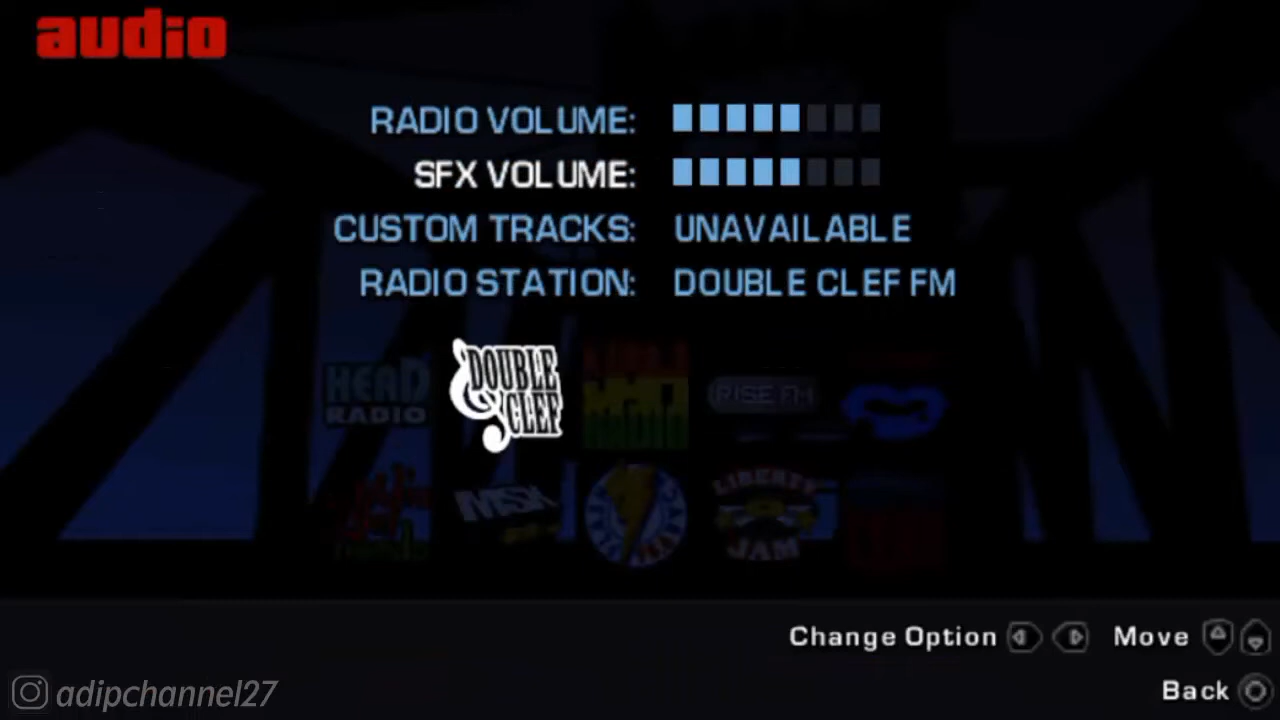 audio
RADIO VOLUME:
SFX VOLUME:
CUSTOM TRACKS: UNAVAILABLE
RADIO STATION: DOUBLE CLEF FM
HEAD
RADIO
DOUBLE
CLEF
RISE FM
MSX
LIBERTY
JAM
Change Option Move
Back
adipchannel27